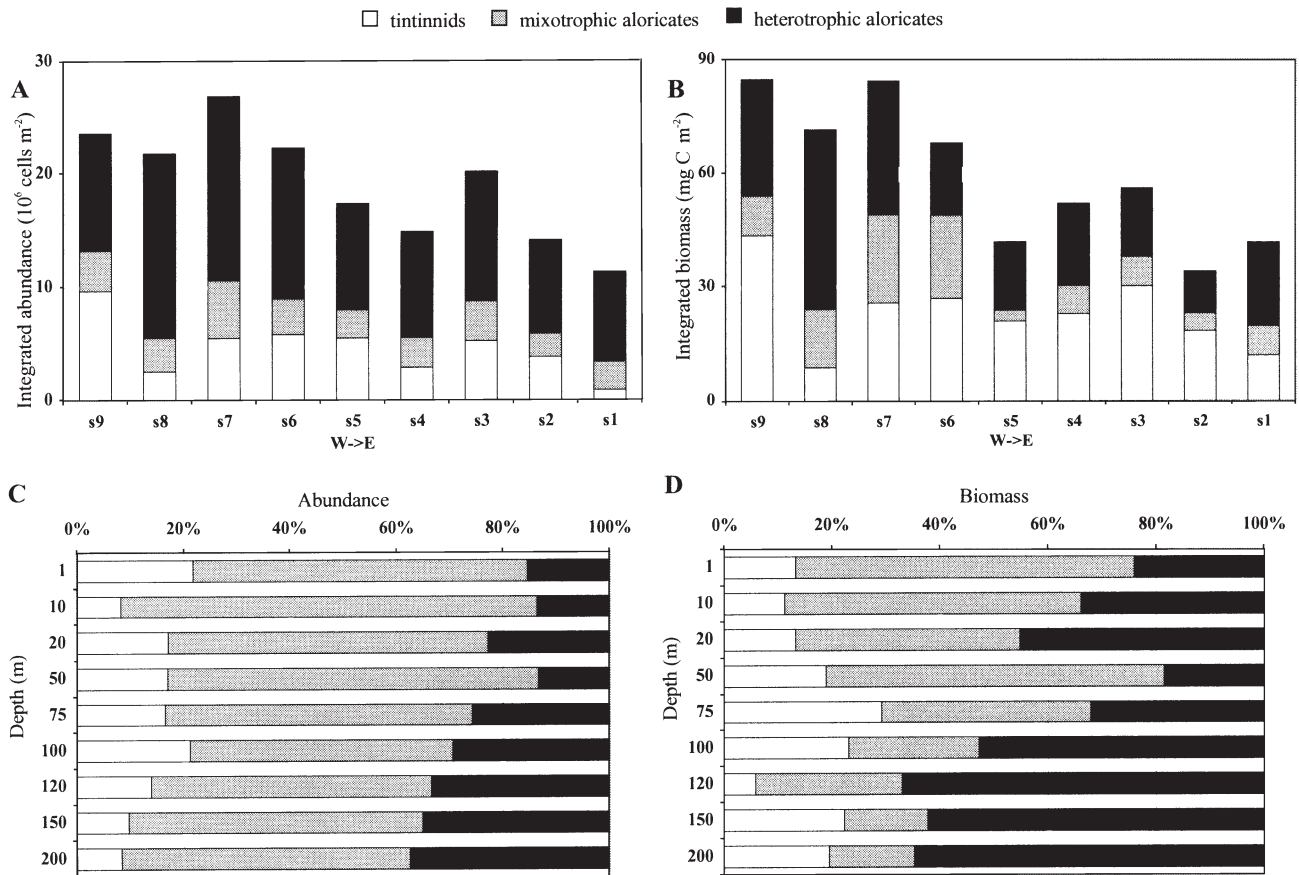 tintinnids mixotrophic aloricates heterotrophic aloricates
A
Integrated abundance (10⁶ cells m⁻²)
30
20
10
0
s9 s8 s7 s6 s5 s4 s3 s2 s1
W->E
B
Integrated biomass (mg C m⁻²)
90
60
30
0
s9 s8 s7 s6 s5 s4 s3 s2 s1
W->E
C
Abundance
0% 20% 40% 60% 80% 100%
Depth (m)
1
10
20
50
75
100
120
150
200
D
Biomass
0% 20% 40% 60% 80% 100%
Depth (m)
1
10
20
50
75
100
120
150
200